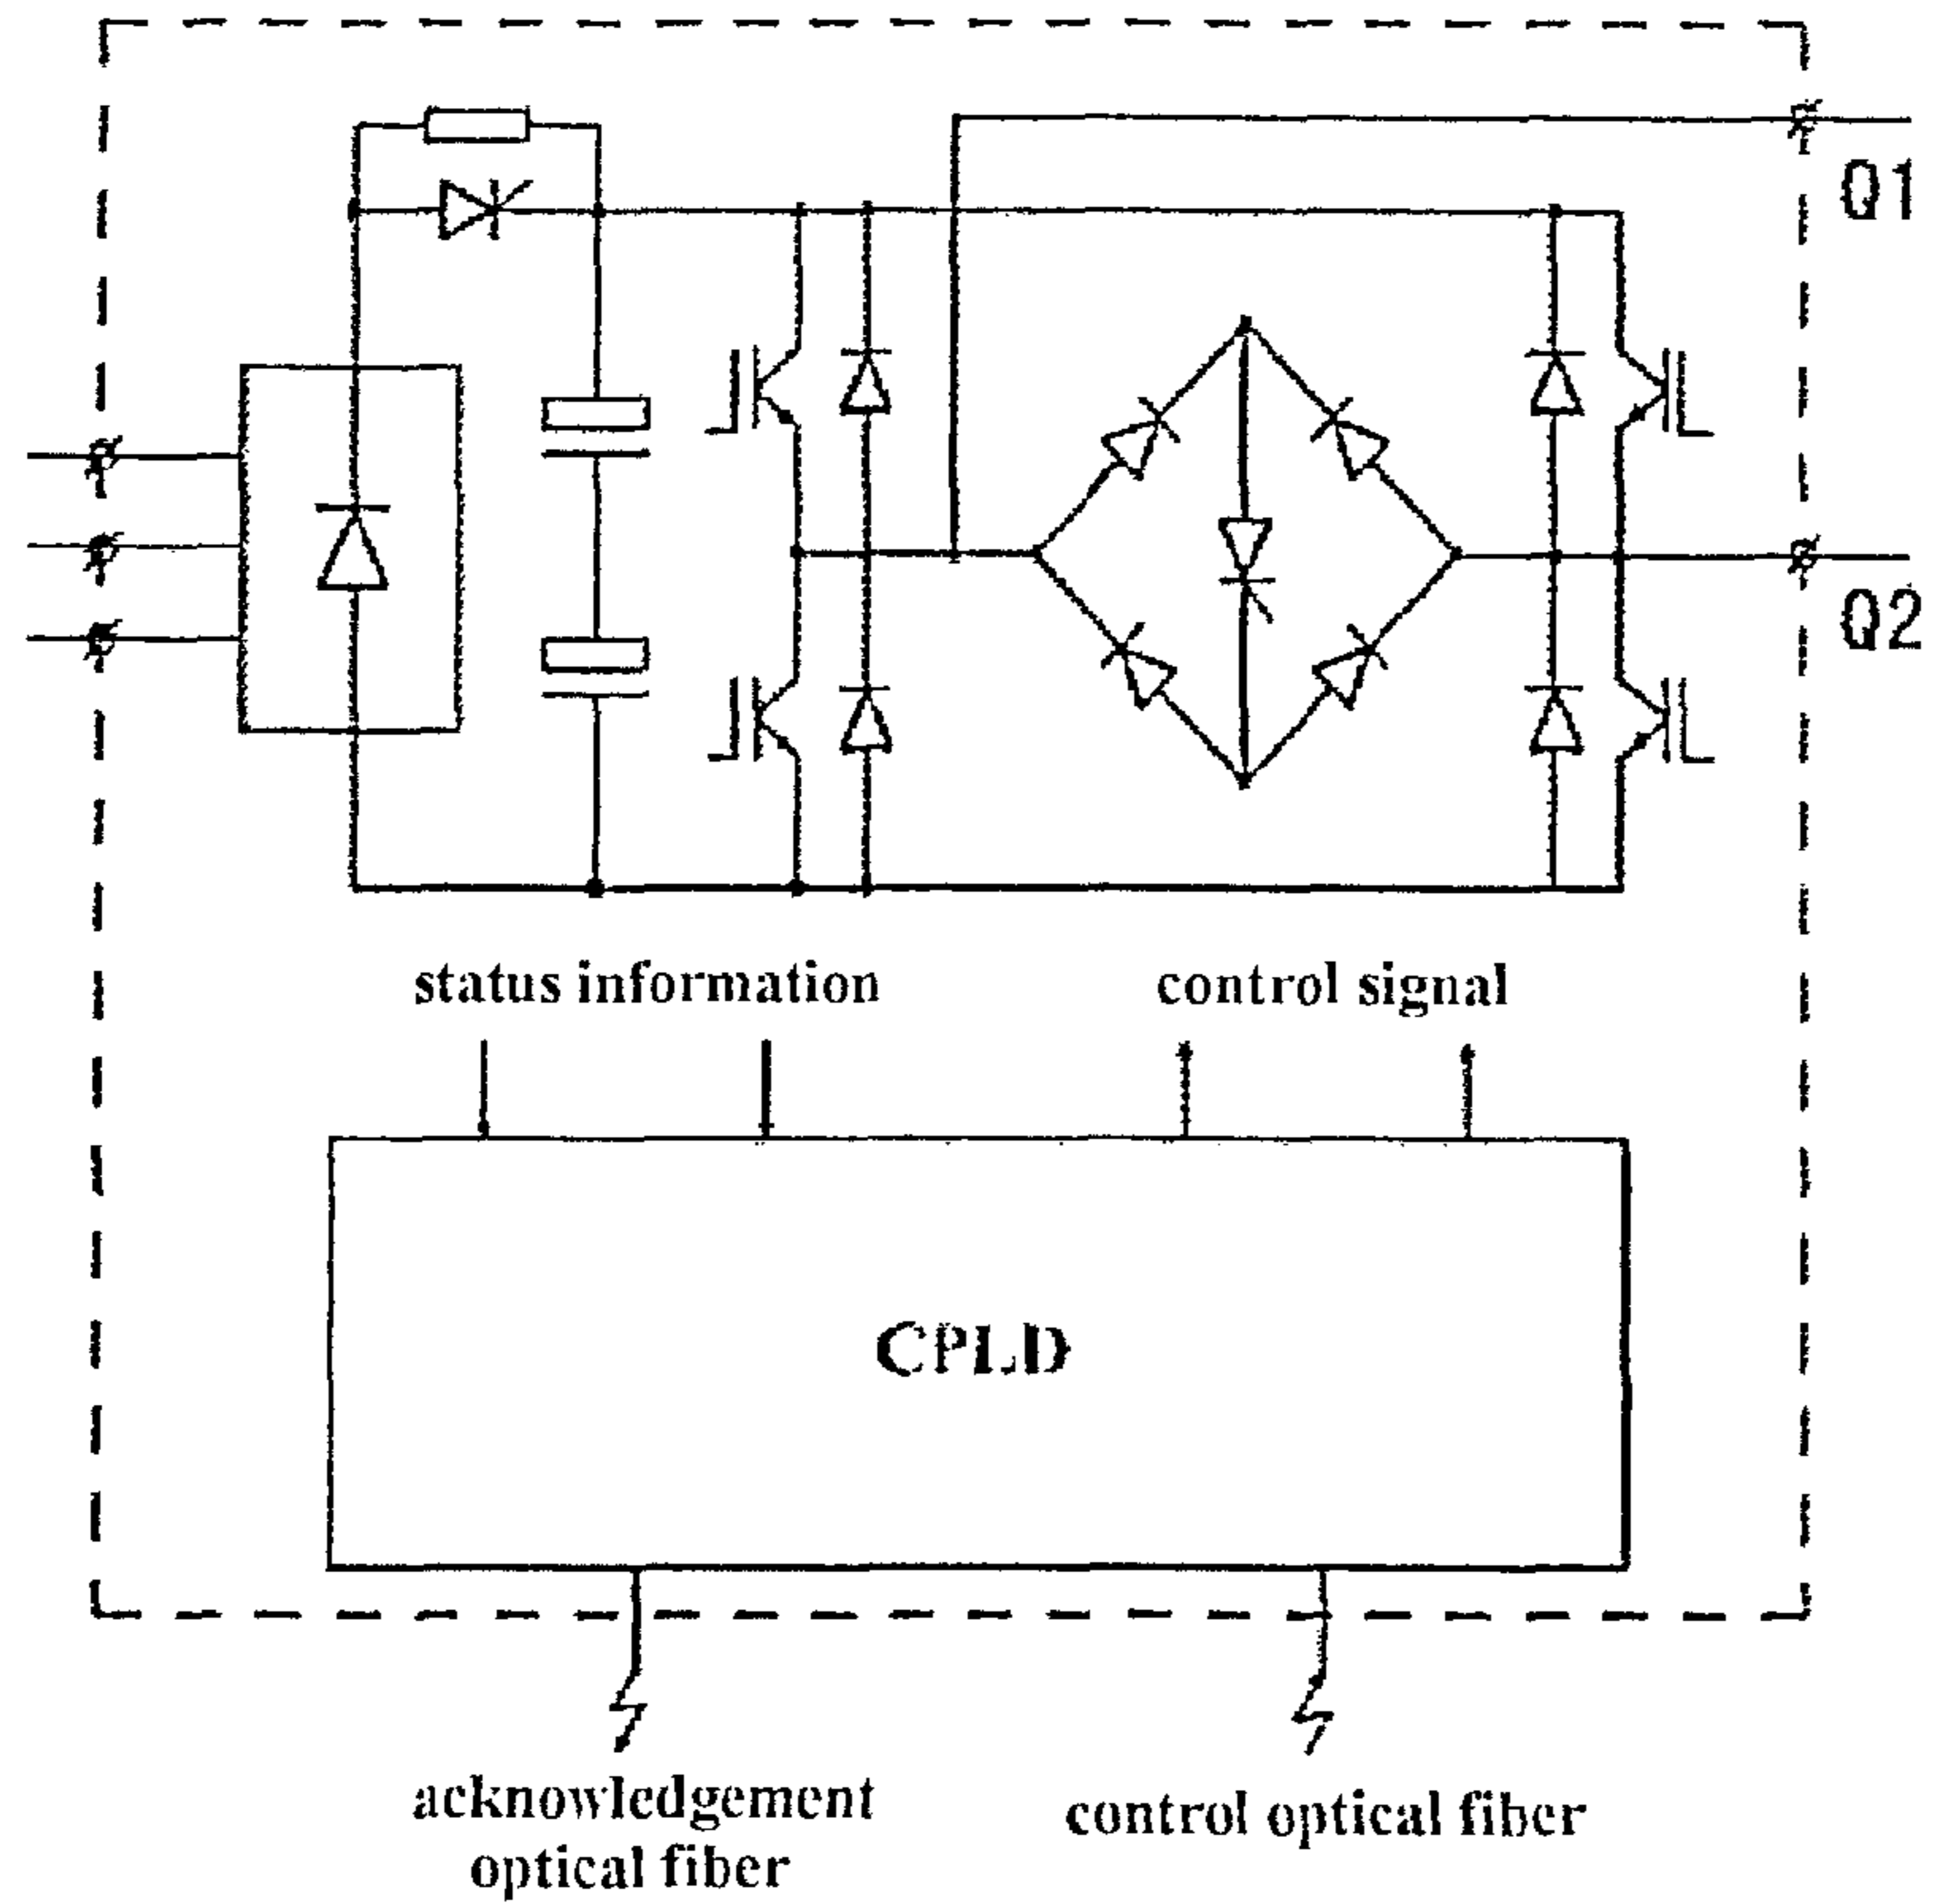 Q1
Q2
status information
control signal
CPLD
acknowledgement
optical fiber
control optical fiber